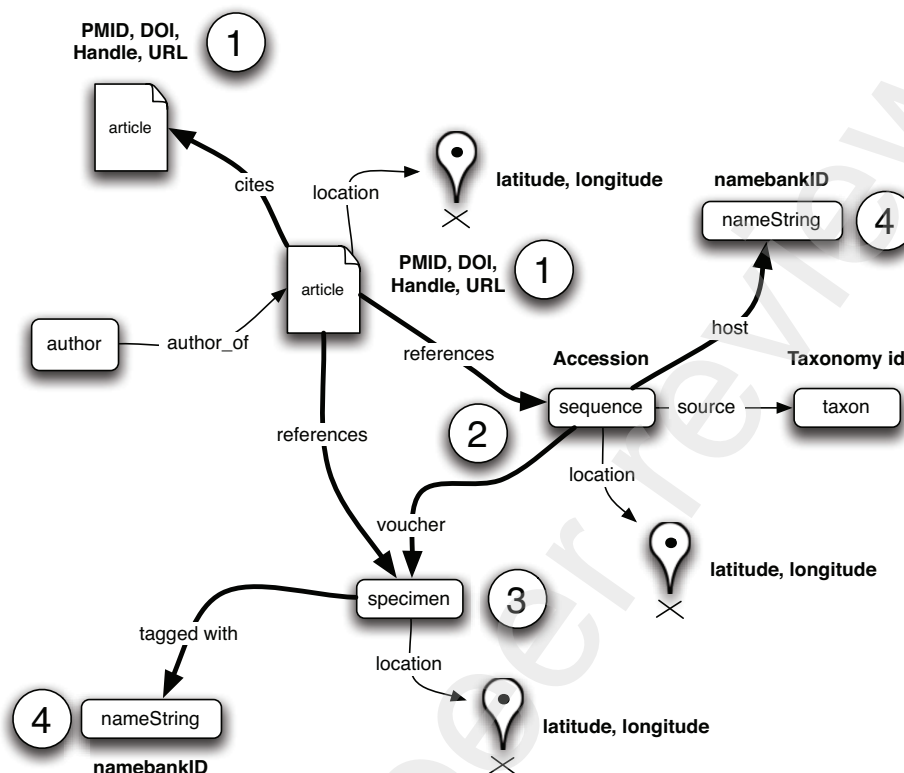 PMID, DOI,
Handle, URL
1
article
cites
location
latitude, longitude
namebankID
nameString
4
PMID, DOI,
Handle, URL
1
article
author
author_of
references
host
Accession
Taxonomy id
sequence
source
taxon
2
references
location
voucher
latitude, longitude
specimen
3
tagged with
location
4
nameString
latitude, longitude
namebankID
peer review